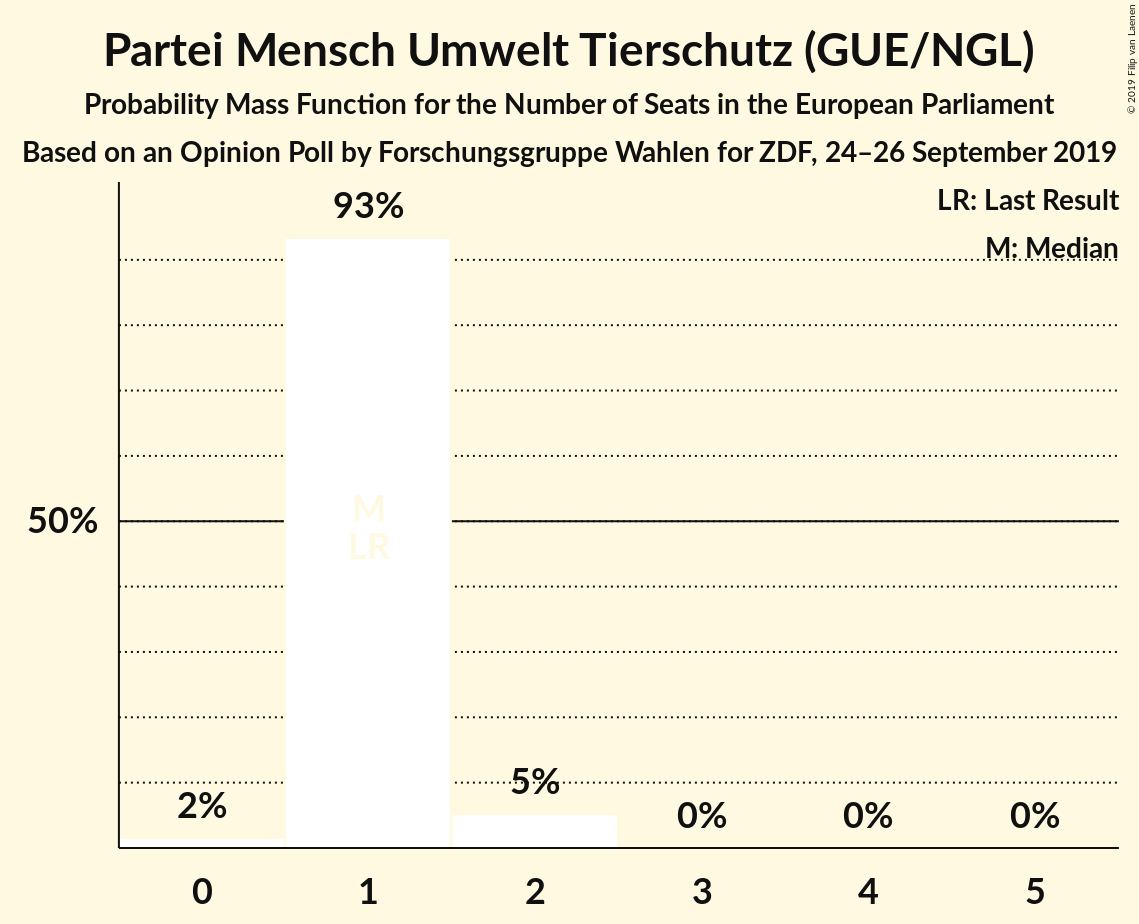 Partei Mensch Umwelt Tierschutz (GUE/NGL)
Probability Mass Function for the Number of Seats in the European Parliament
Based on an Opinion Poll by Forschungsgruppe Wahlen for ZDF, 24–26 September 2019
© 2019 Filip van Laenen
LR: Last Result
M: Median
93%
M
LR
50%
2%
5%
0%
0%
0%
0
1
2
3
4
5